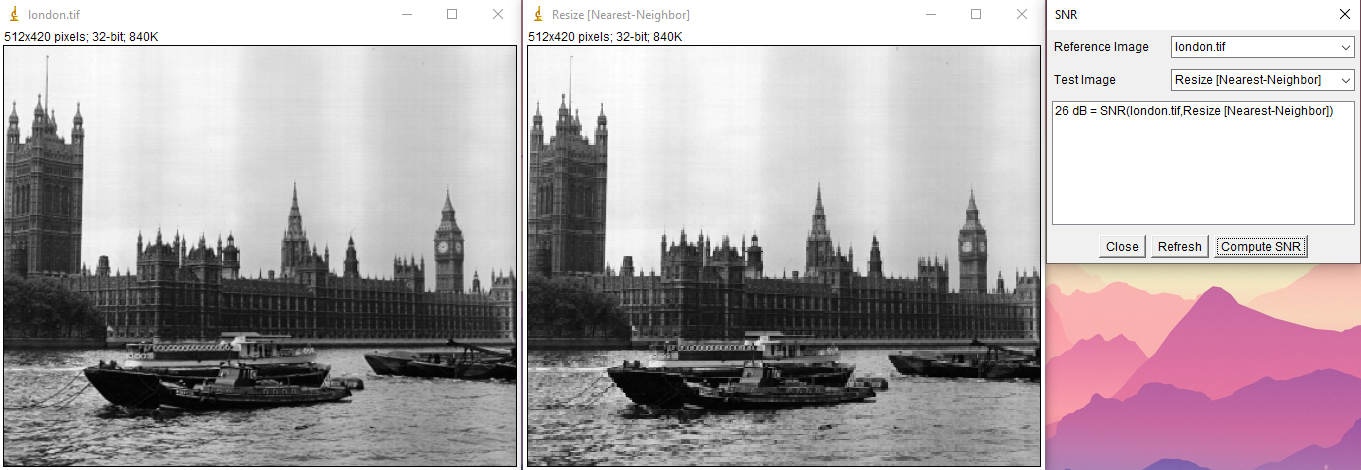 london.tif
512x420 pixels; 32-bit; 840K
Resize [Nearest-Neighbor]
512x420 pixels; 32-bit; 840K
SNR
Reference Image london.tif
Test Image Resize [Nearest-Neighbor]
26 dB = SNR(london.tif,Resize [Nearest-Neighbor])
Close Refresh Compute SNR